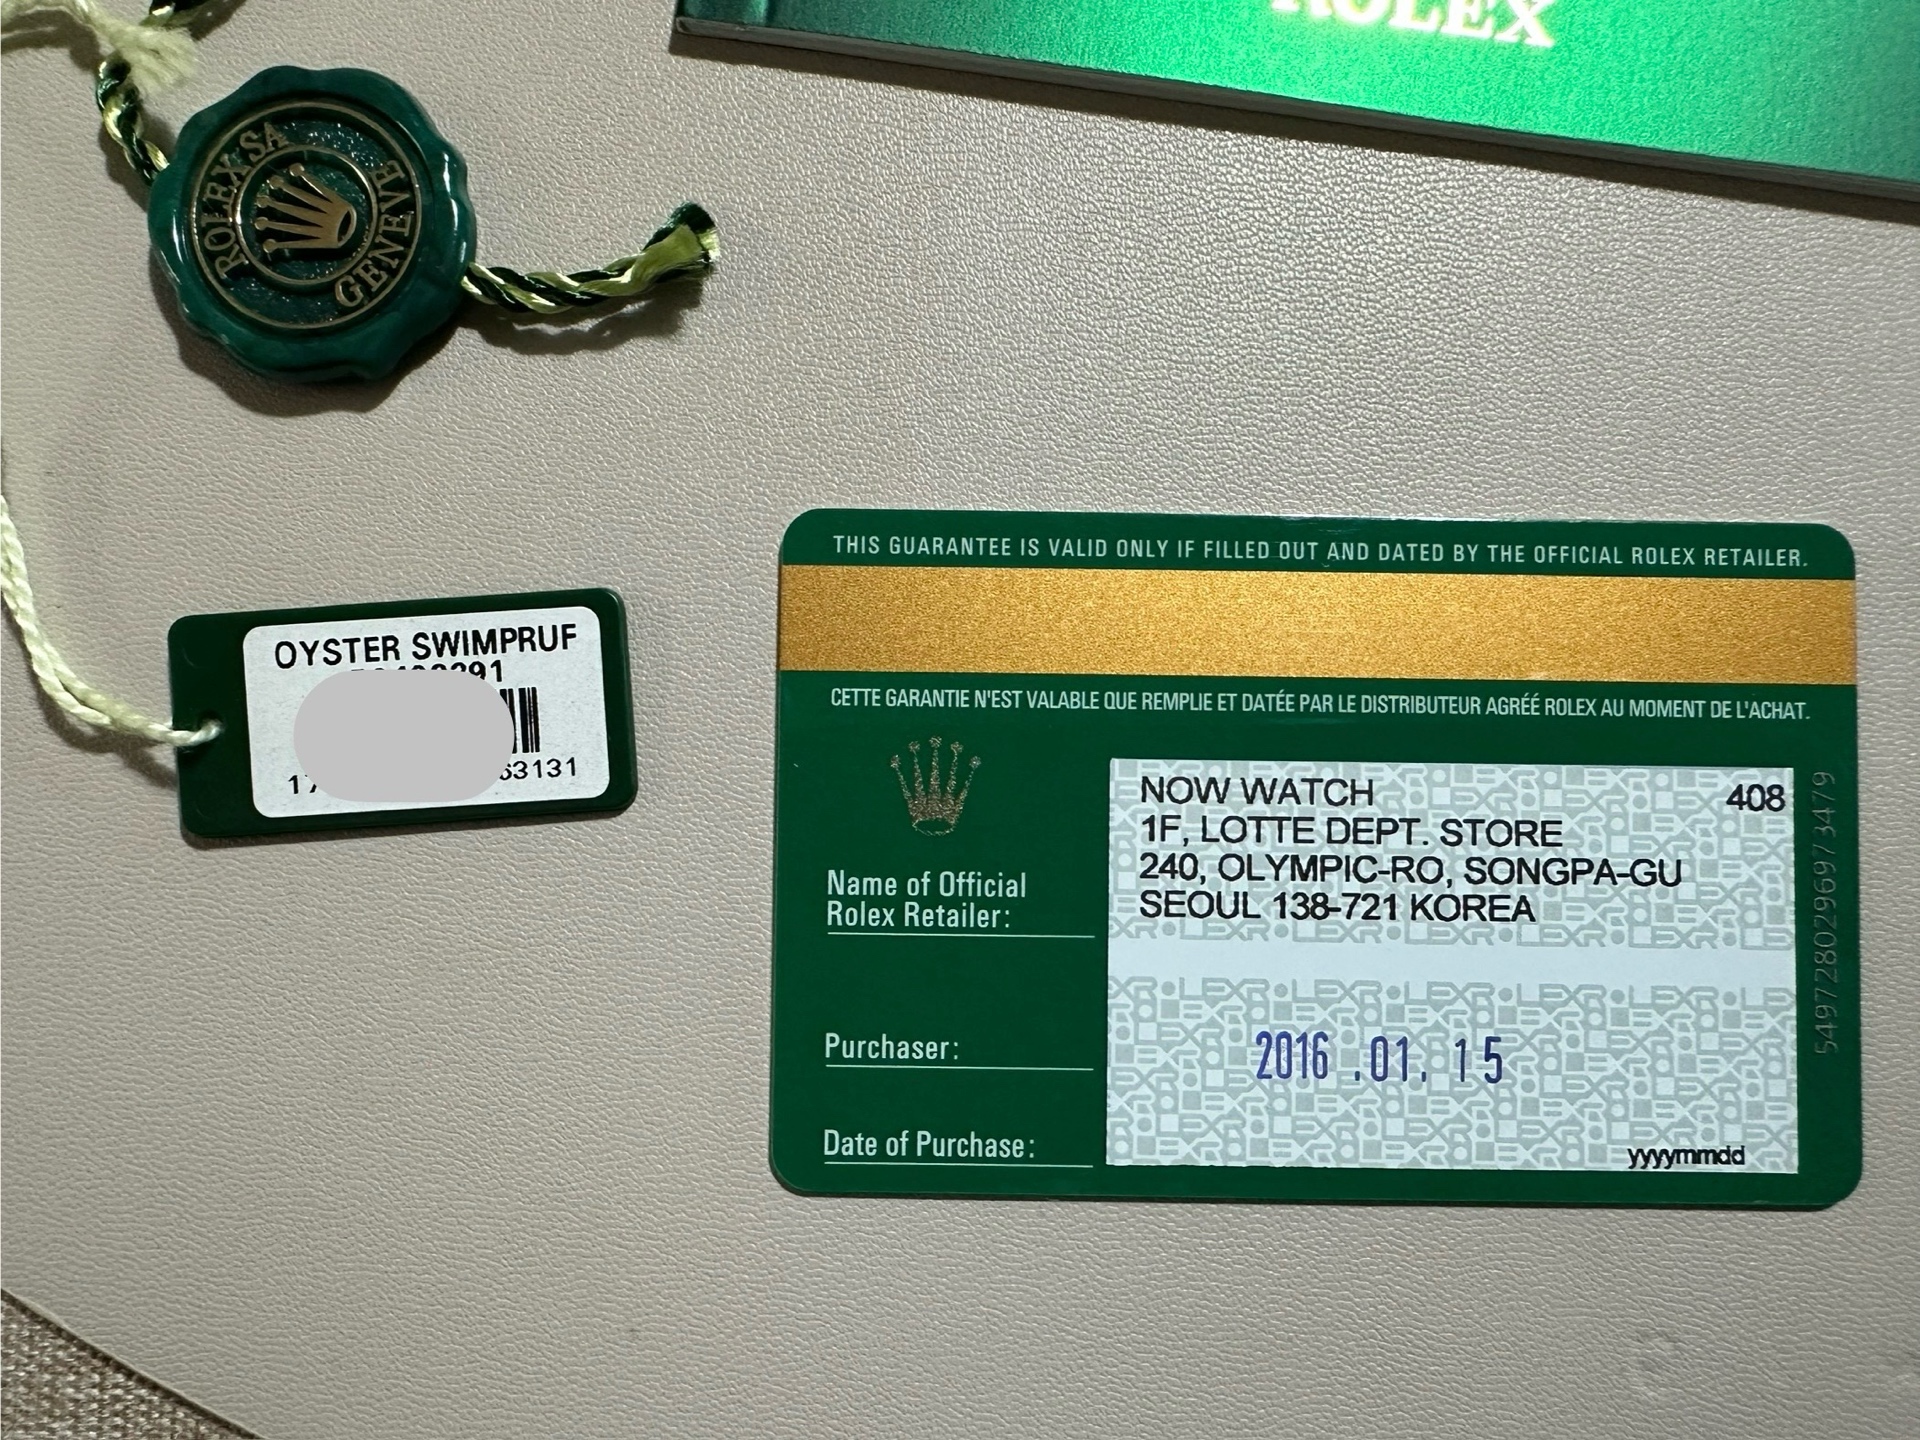 ROLEX
ROLEX SA
GENEVE
OYSTER SWIMPRUF
63131
THIS GUARANTEE IS VALID ONLY IF FILLED OUT AND DATED BY THE OFFICIAL ROLEX RETAILER.
CETTE GARANTIE N'EST VALABLE QUE REMPLIE ET DATÉE PAR LE DISTRIBUTEUR AGRÉÉ ROLEX AU MOMENT DE L'ACHAT.
Name of Official
Rolex Retailer:
NOW WATCH 408
1F, LOTTE DEPT. STORE
240, OLYMPIC-RO, SONGPA-GU
SEOUL 138-721 KOREA
Purchaser:
2016 .01. 15
Date of Purchase:
yyyymmdd
5497280296973479